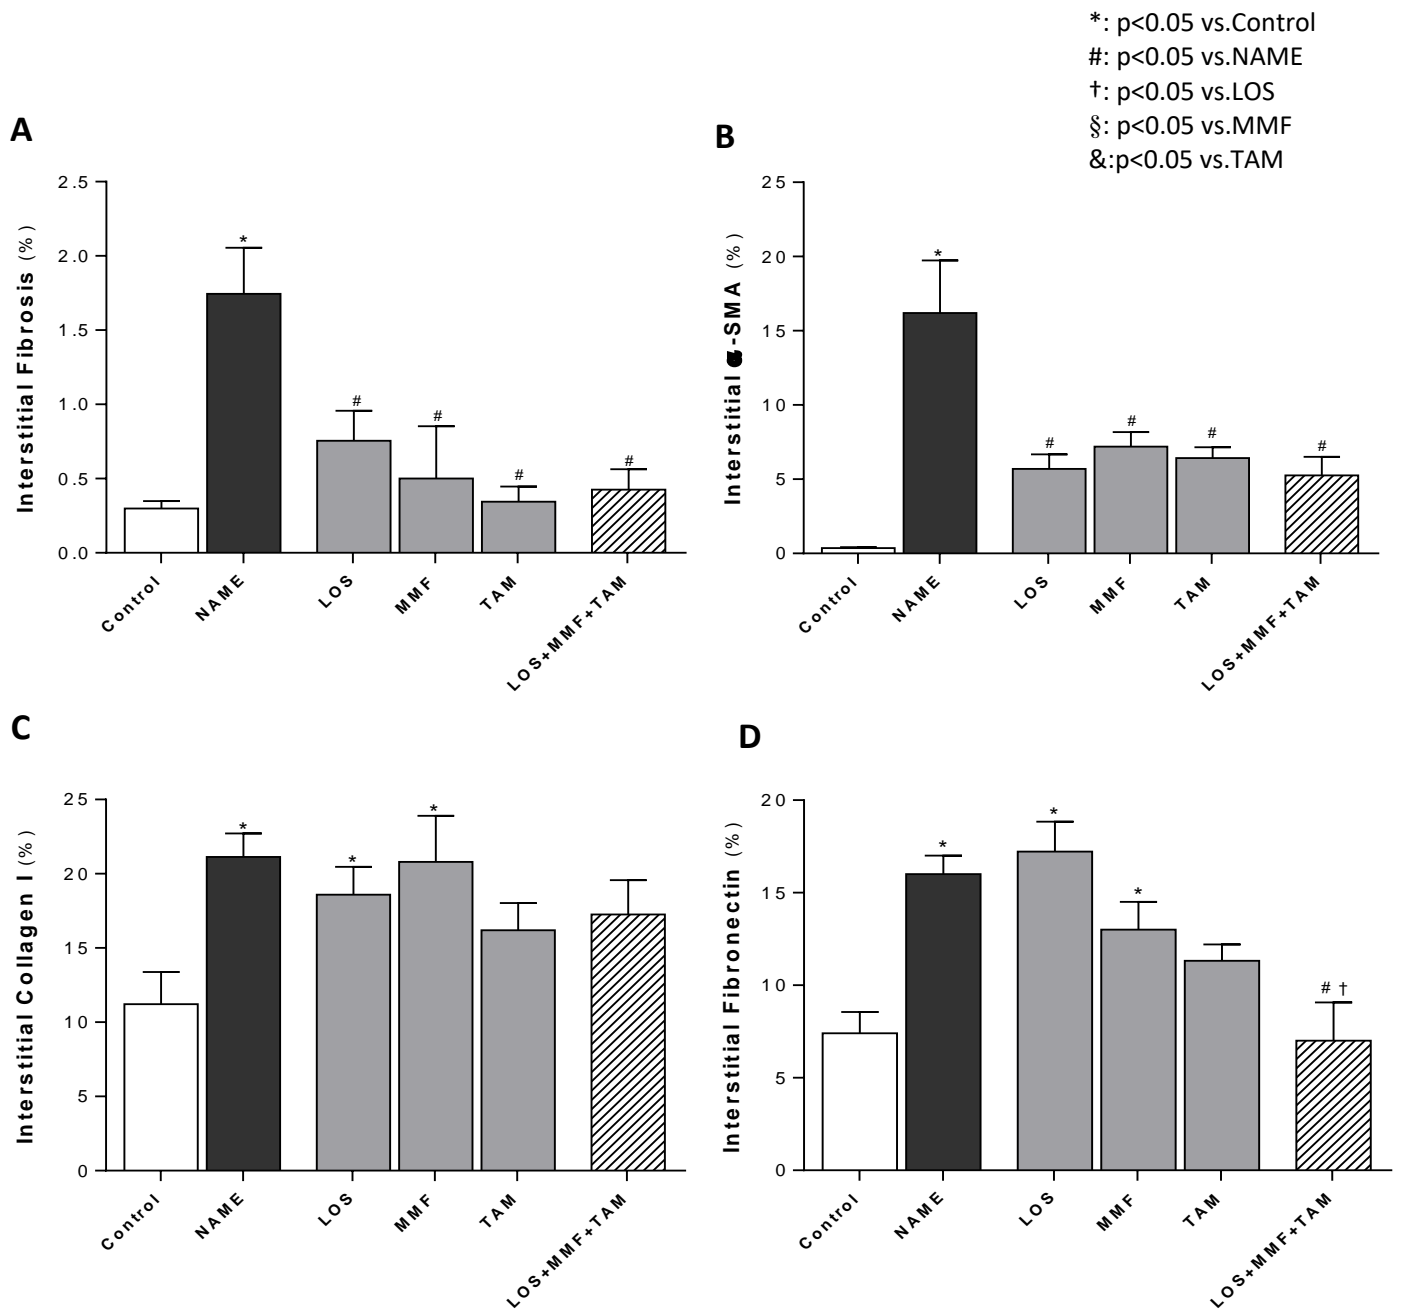 *: p<0.05 vs.Control
#: p<0.05 vs.NAME
†: p<0.05 vs.LOS
§: p<0.05 vs.MMF
&:p<0.05 vs.TAM
A
Interstitial Fibrosis (%)
2.5
2.0
1.5
1.0
0.5
0.0
*
#
#
#
#
Control
NAME
LOS
MMF
TAM
LOS+MMF+TAM
B
Interstitial α-SMA (%)
25
20
15
10
5
0
*
#
#
#
#
Control
NAME
LOS
MMF
TAM
LOS+MMF+TAM
C
Interstitial Collagen I (%)
25
20
15
10
5
0
*
*
*
Control
NAME
LOS
MMF
TAM
LOS+MMF+TAM
D
Interstitial Fibronectin (%)
20
15
10
5
0
*
*
*
# †
Control
NAME
LOS
MMF
TAM
LOS+MMF+TAM